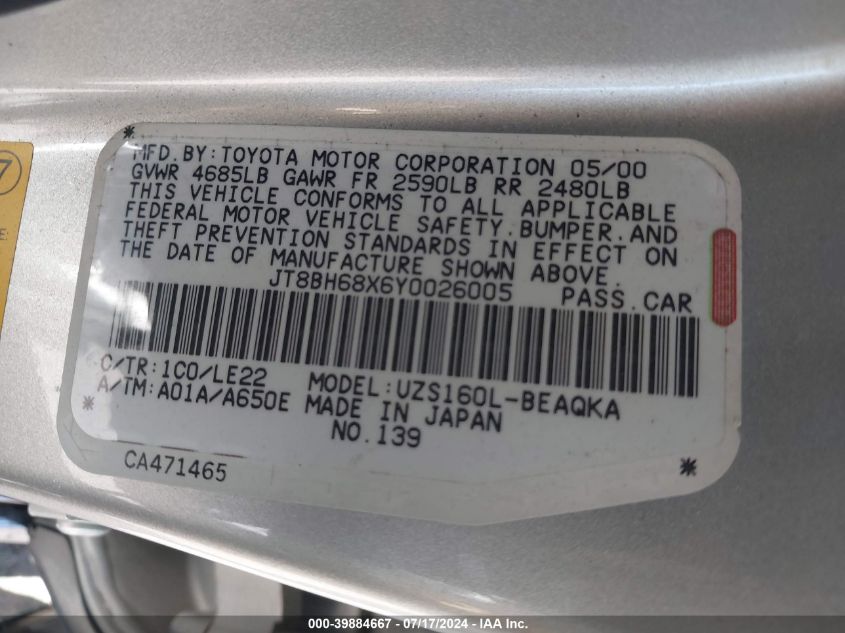 MFD.BY:TOYOTA MOTOR CORPORATION 05/00
GVWR 4685LB GAWR FR 2590LB RR 2480LB
THIS VEHICLE CONFORMS TO ALL APPLICABLE
FEDERAL MOTOR VEHICLE SAFETY.BUMPER.AND
THEFT PREVENTION STANDARDS IN EFFECT ON
THE DATE OF MANUFACTURE SHOWN ABOVE.
JT8BH68X6Y0026005 PASS.CAR
C/TR:1C0/LE22 MODEL:UZS160L-BEAQKA
A/TM:A01A/A650E MADE IN JAPAN
NO.139
CA471465
7
E:
000-39884667 - 07/17/2024 - IAAI Inc.